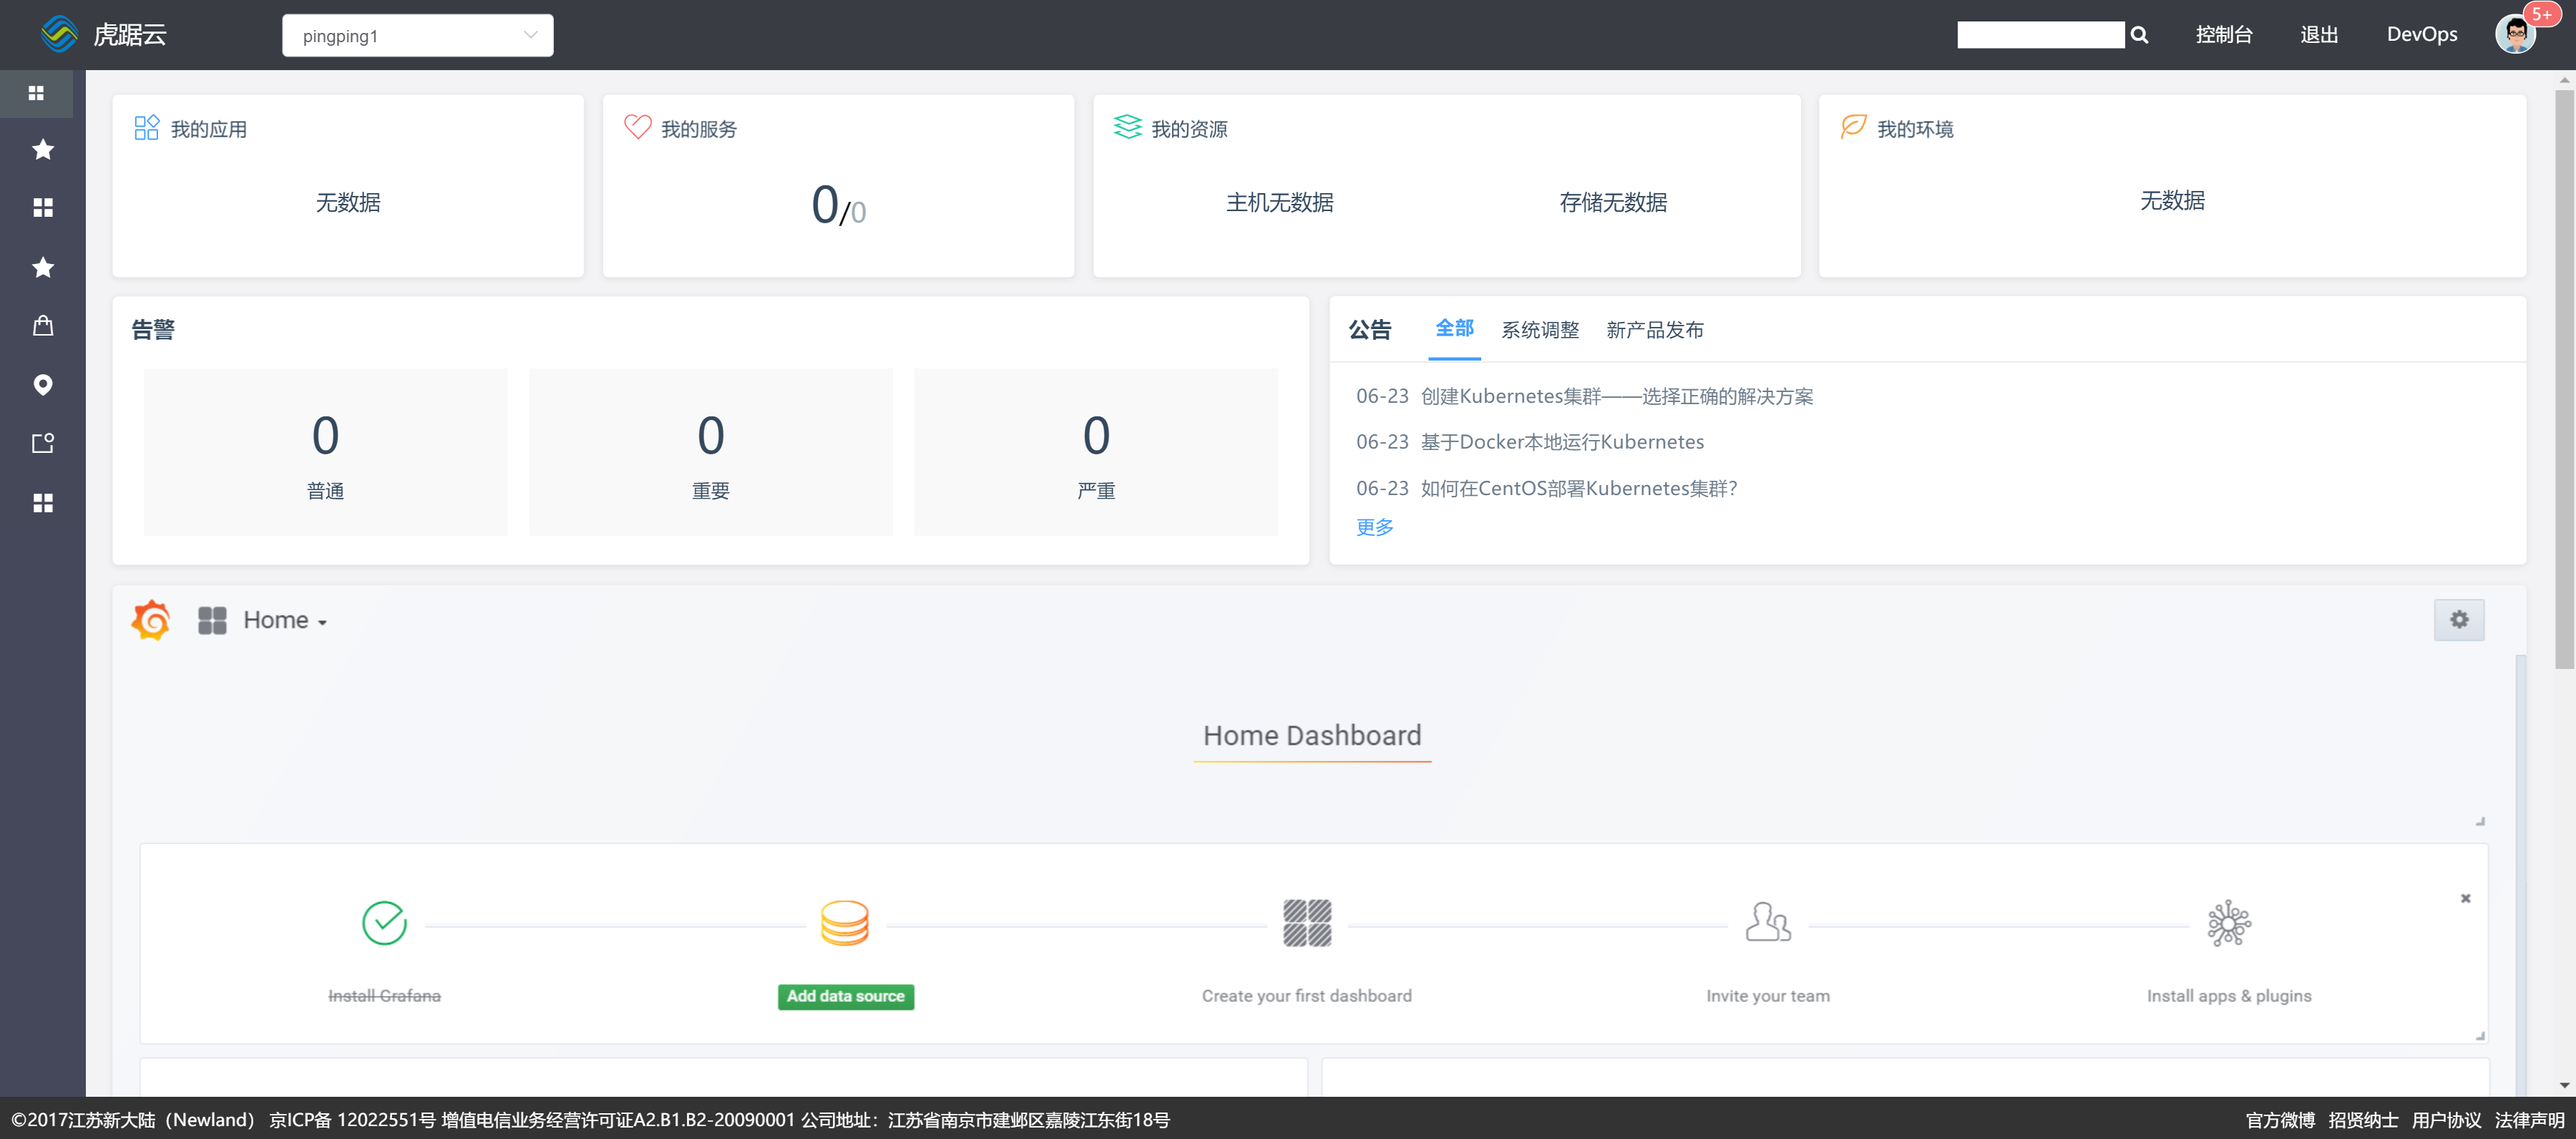 虎踞云
pingping1
控制台
退出
DevOps
5+
我的应用
我的服务
我的资源
我的环境
无数据
0/0
主机无数据
存储无数据
无数据
告警
0
普通
0
重要
0
严重
公告
全部
系统调整
新产品发布
06-23 创建Kubernetes集群——选择正确的解决方案
06-23 基于Docker本地运行Kubernetes
06-23 如何在CentOS部署Kubernetes集群？
更多
Home
Home Dashboard
Install Grafana
Add data source
Create your first dashboard
Invite your team
Install apps & plugins
©2017江苏新大陆（Newland） 京ICP备 12022551号 增值电信业务经营许可证A2.B1.B2-20090001 公司地址：江苏省南京市建邺区嘉陵江东街18号
官方微博 招贤纳士 用户协议 法律声明